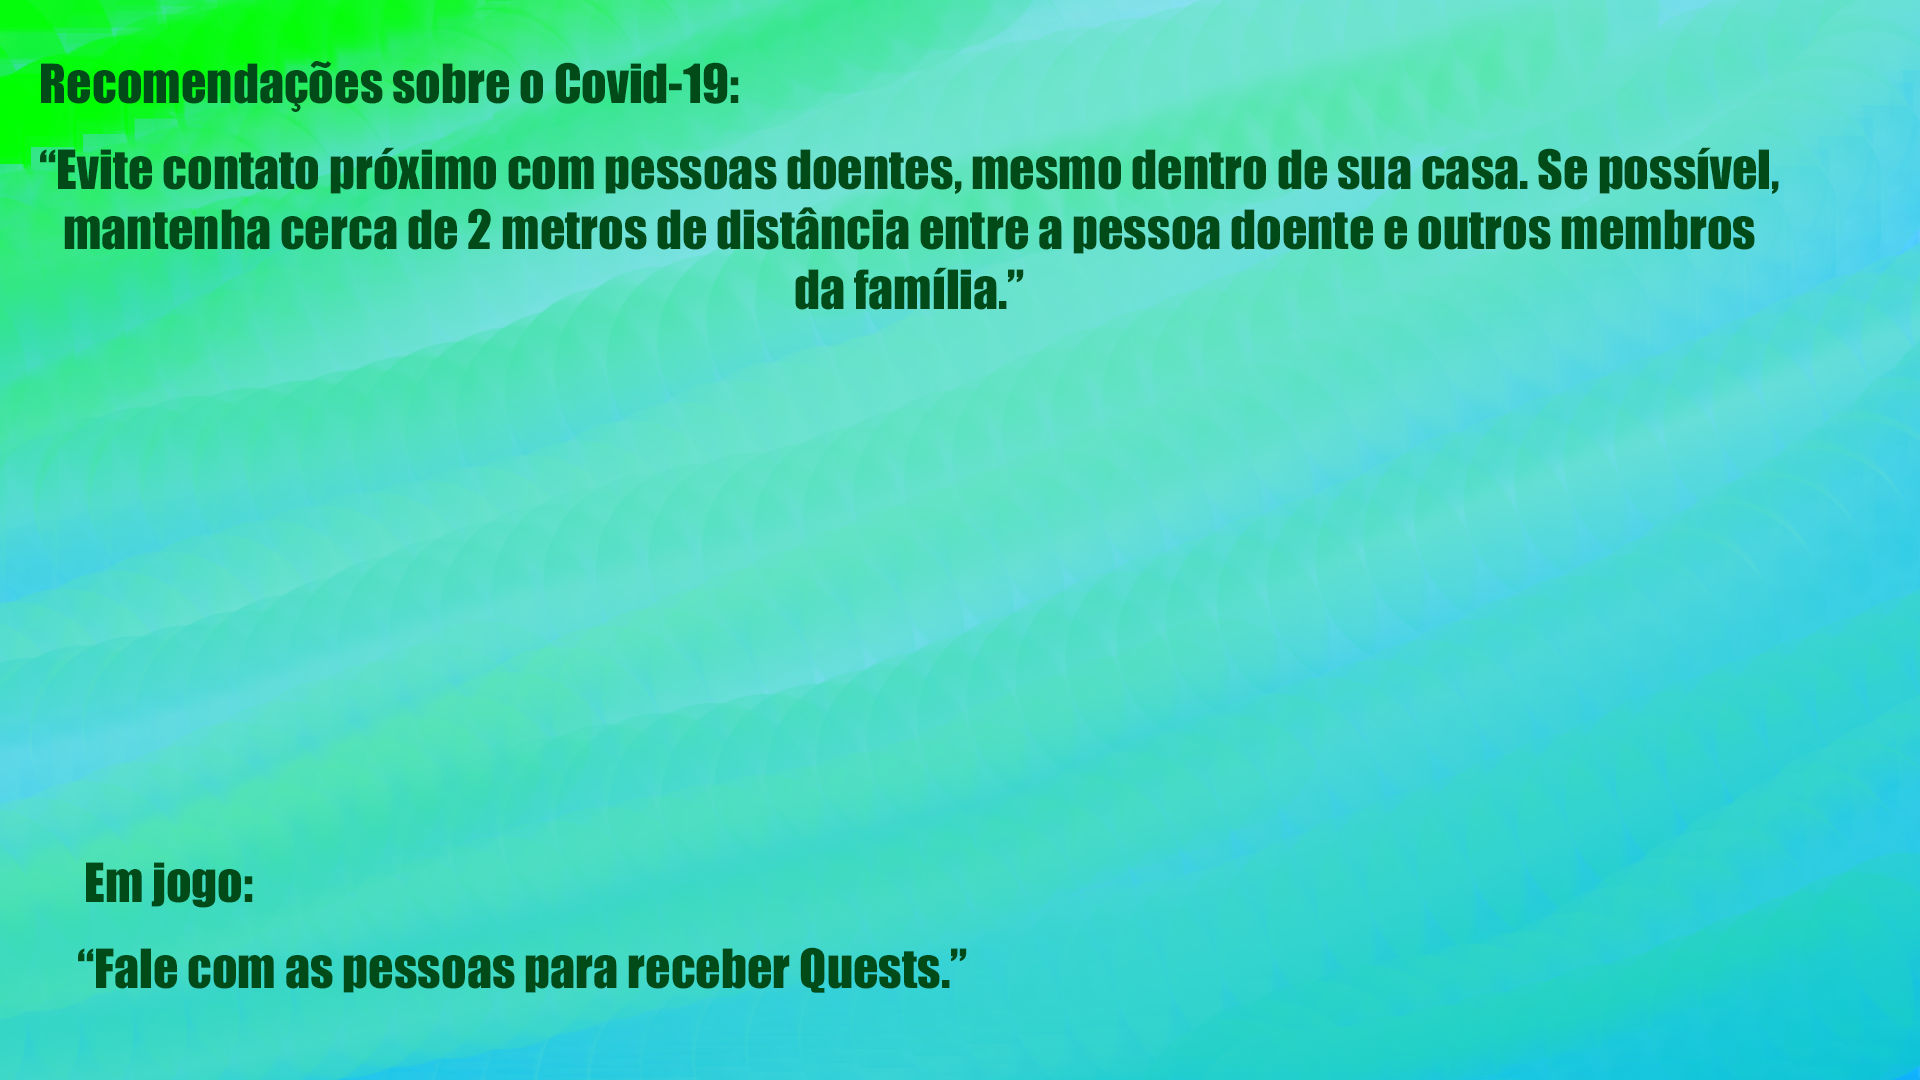 Recomendações sobre o Covid-19:
“Evite contato próximo com pessoas doentes, mesmo dentro de sua casa. Se possível,
mantenha cerca de 2 metros de distância entre a pessoa doente e outros membros
da família.”
Em jogo:
“Fale com as pessoas para receber Quests.”